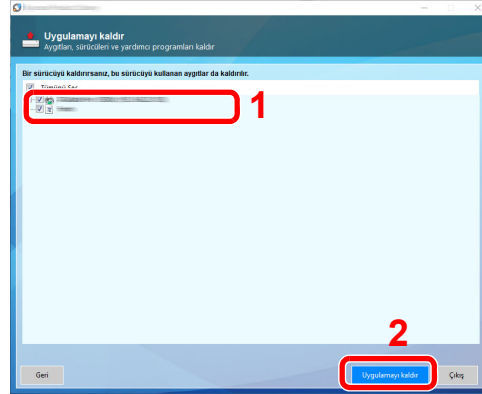 Uygulamayı kaldır
Aygıtları, sürücüleri ve yardımcı programları kaldır
Bir sürücüyü kaldırırsanız, bu sürücüyü kullanan aygıtlar da kaldırılır.
Tümünü Seç
1
2
Geri
Uygulamayı kaldır
Çıkış